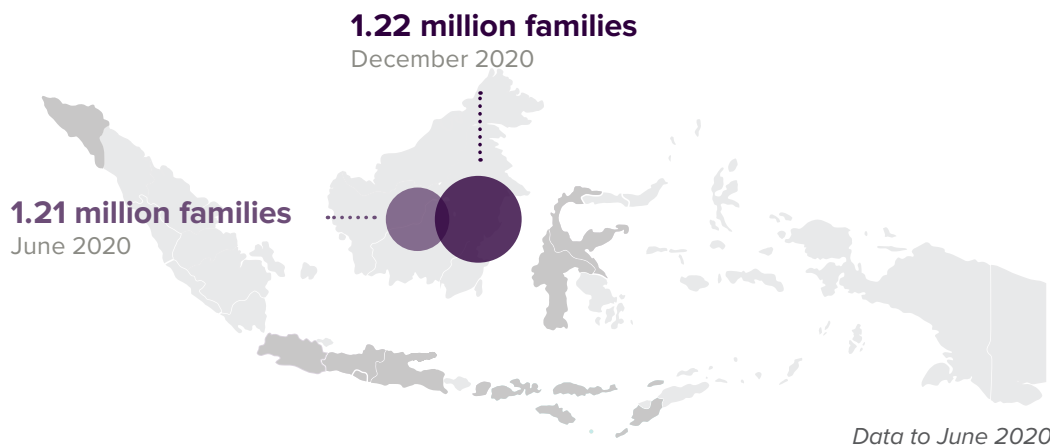 1.22 million families
December 2020
1.21 million families
June 2020
Data to June 2020